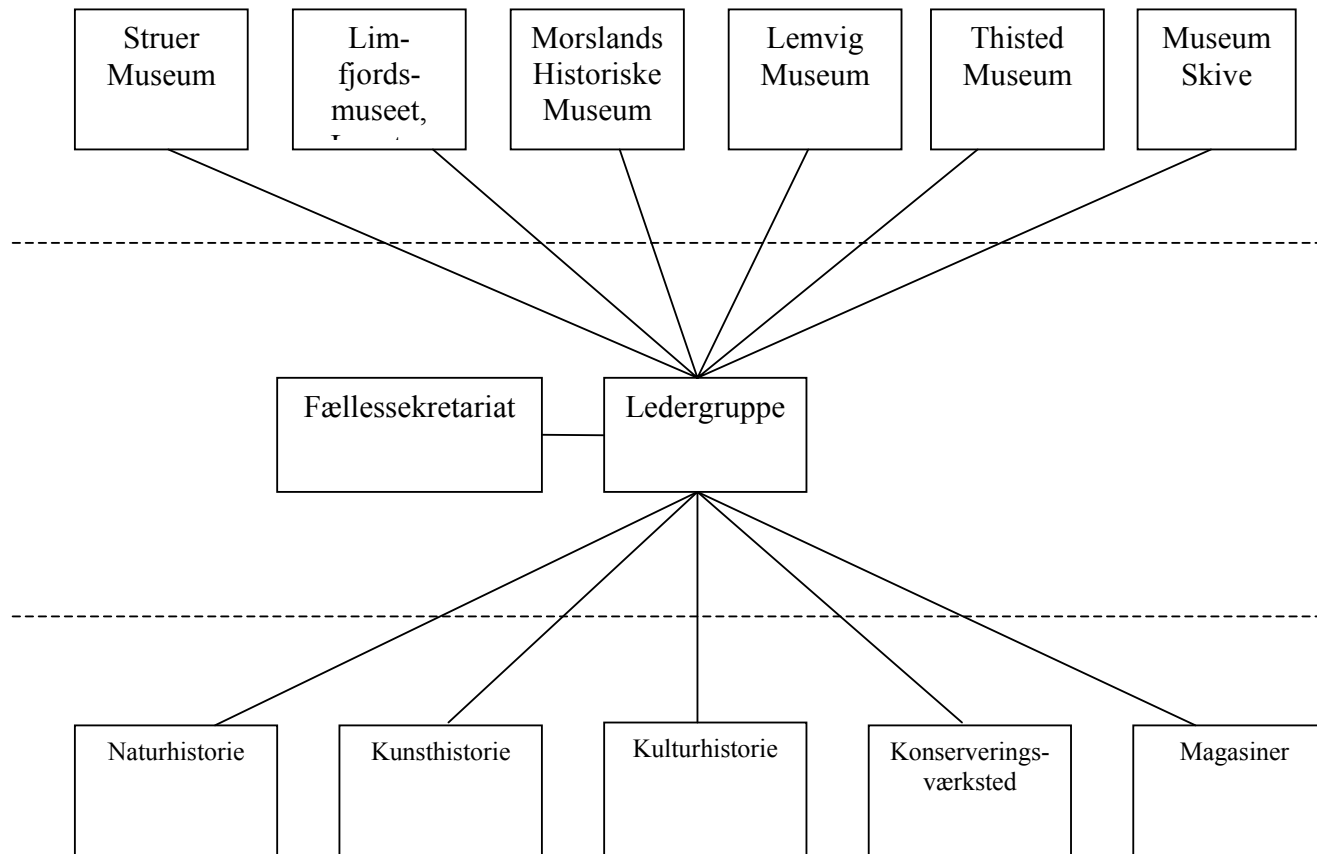 Struer
Museum
Lim-
fjords-
museet,
Morslands
Historiske
Museum
Lemvig
Museum
Thisted
Museum
Museum
Skive
Fællessekretariat
Ledergruppe
Naturhistorie
Kunsthistorie
Kulturhistorie
Konserverings-
værksted
Magasiner